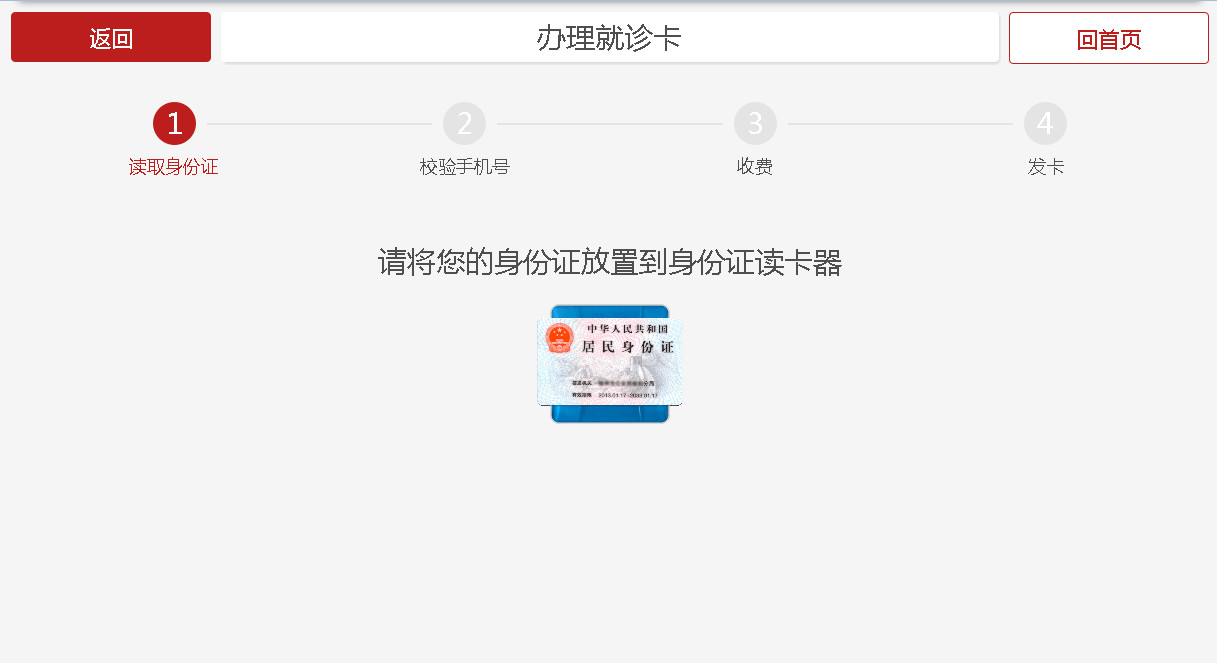 返回
办理就诊卡
回首页
1
2
3
4
读取身份证
校验手机号
收费
发卡
请将您的身份证放置到身份证读卡器
中华人民共和国
居民身份证
签发机关
分局
有效期限 2013.01.17-2033.01.17